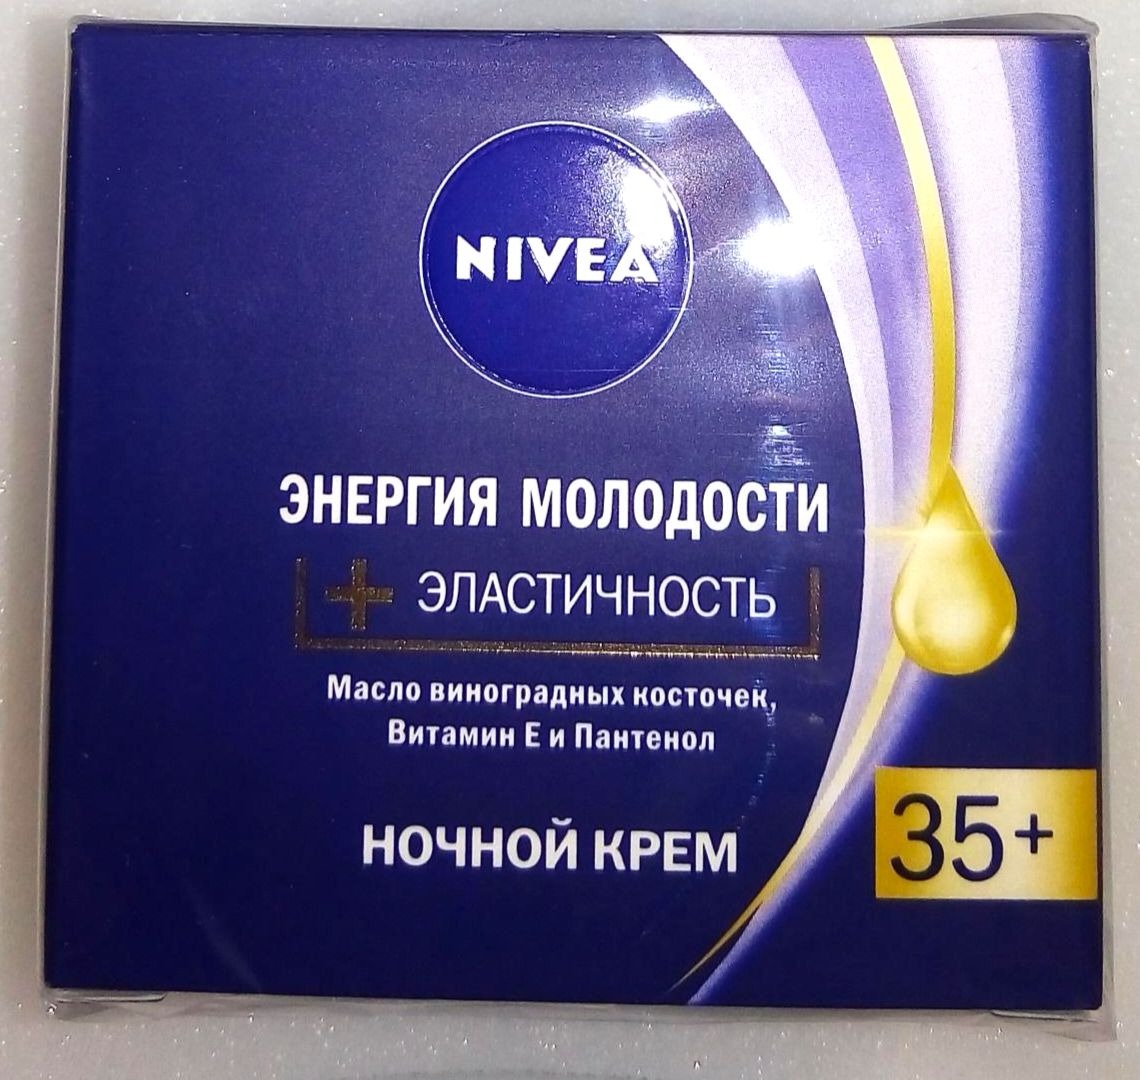 NIVEA
ЭНЕРГИЯ МОЛОДОСТИ
+ ЭЛАСТИЧНОСТЬ
Масло виноградных косточек,
Витамин Е и Пантенол
НОЧНОЙ КРЕМ
35+